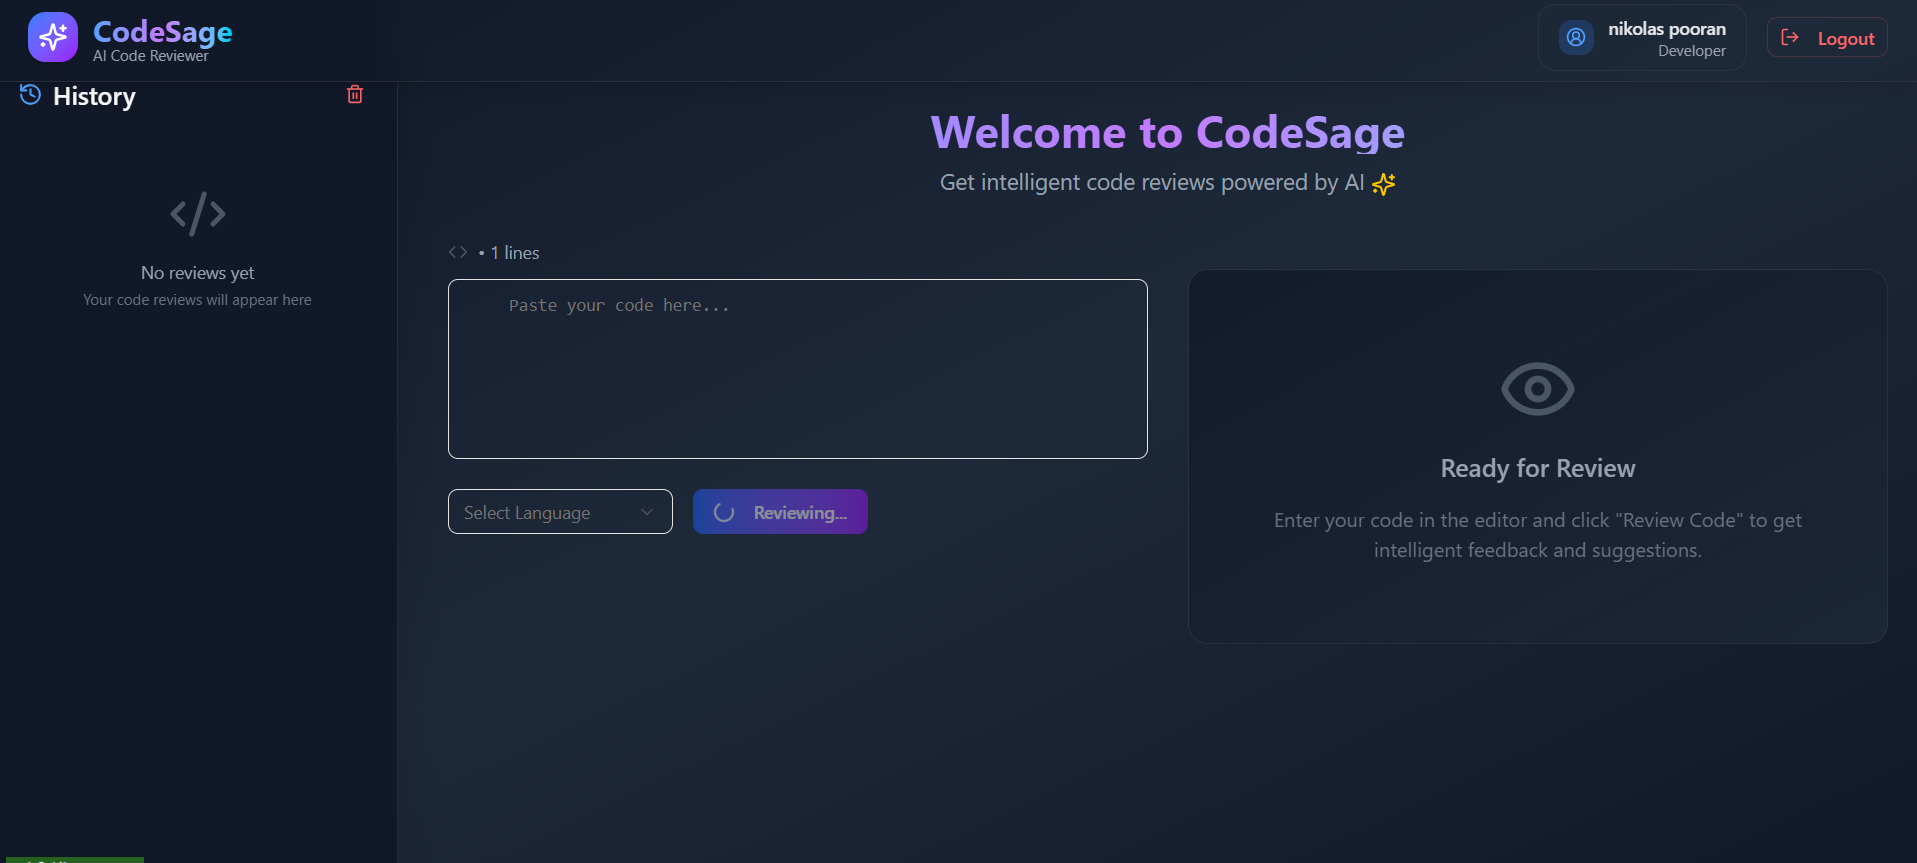 CodeSage
AI Code Reviewer
nikolas pooran
Developer
Logout
History
No reviews yet
Your code reviews will appear here
Welcome to CodeSage
Get intelligent code reviews powered by AI
• 1 lines
Paste your code here...
Select Language
Reviewing...
Ready for Review
Enter your code in the editor and click "Review Code" to get
intelligent feedback and suggestions.